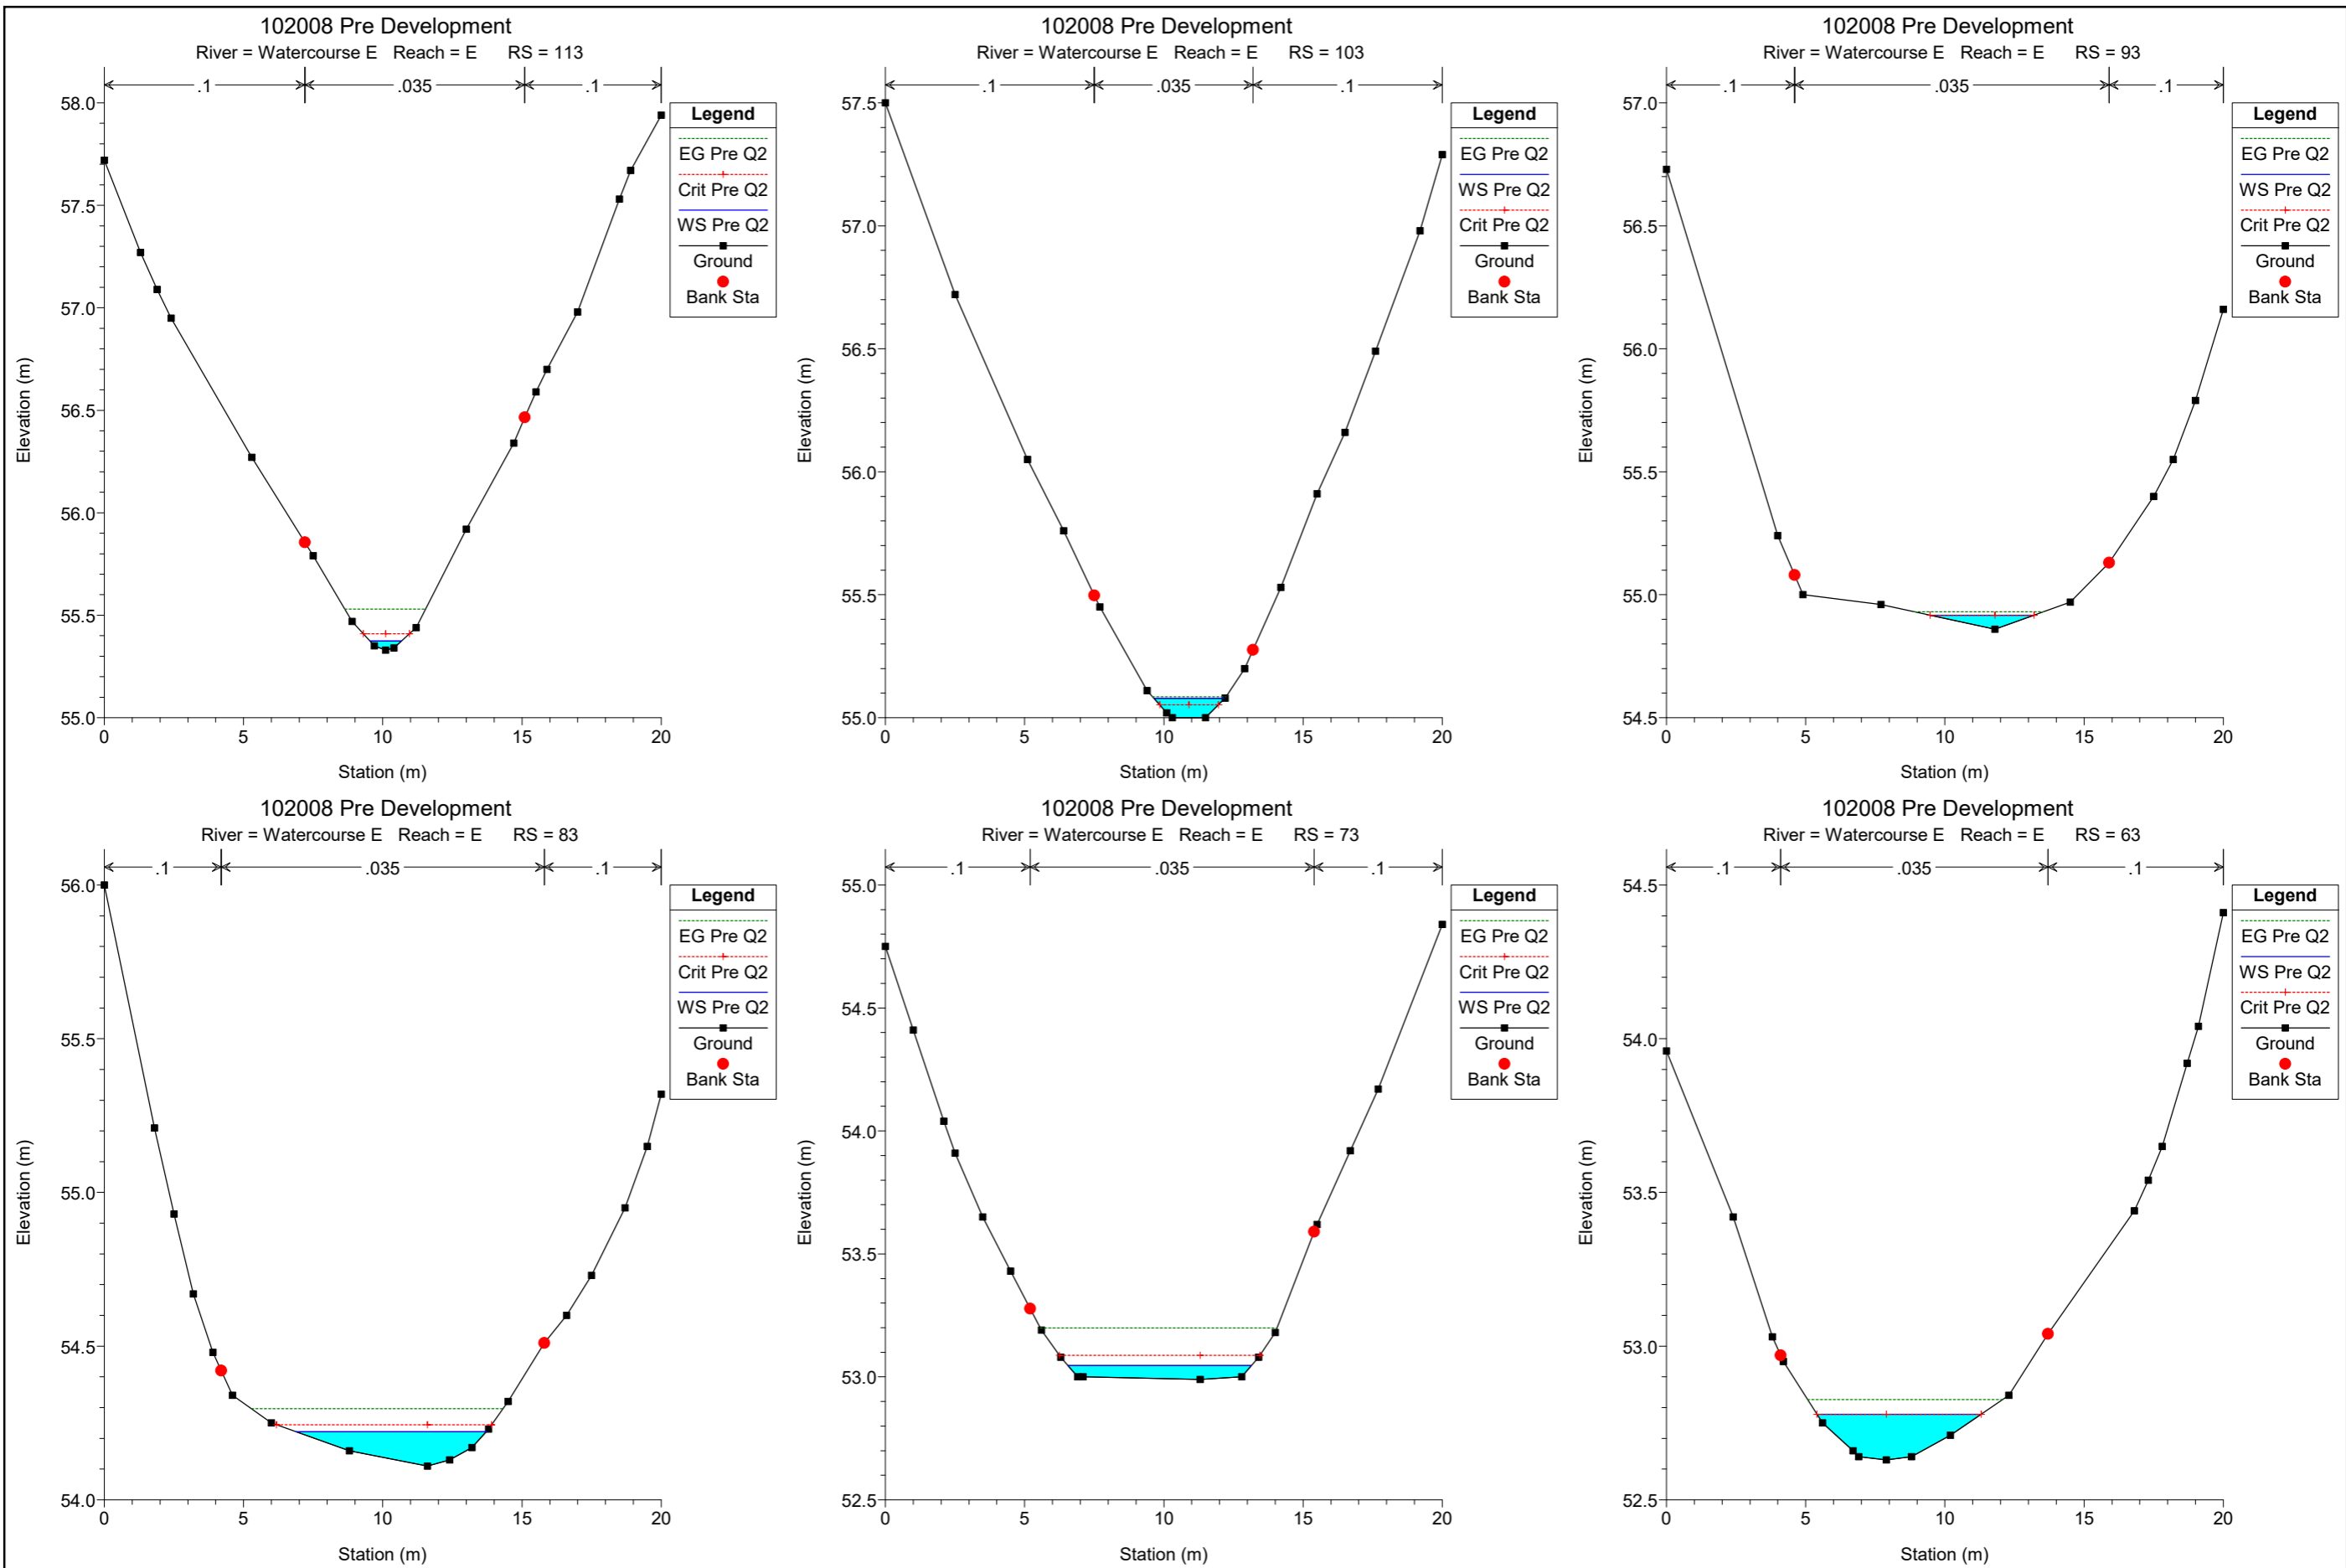 102008 Pre Development
River = Watercourse E Reach = E RS = 113
.1 .035 .1
58.0
57.5
57.0
56.5
56.0
55.5
55.0
Elevation (m)
0 5 10 15 20
Station (m)
Legend
EG Pre Q2
Crit Pre Q2
WS Pre Q2
Ground
Bank Sta
102008 Pre Development
River = Watercourse E Reach = E RS = 103
.1 .035 .1
57.5
57.0
56.5
56.0
55.5
55.0
Elevation (m)
0 5 10 15 20
Station (m)
Legend
EG Pre Q2
WS Pre Q2
Crit Pre Q2
Ground
Bank Sta
102008 Pre Development
River = Watercourse E Reach = E RS = 93
.1 .035 .1
57.0
56.5
56.0
55.5
55.0
54.5
Elevation (m)
0 5 10 15 20
Station (m)
Legend
EG Pre Q2
WS Pre Q2
Crit Pre Q2
Ground
Bank Sta
102008 Pre Development
River = Watercourse E Reach = E RS = 83
.1 .035 .1
56.0
55.5
55.0
54.5
54.0
Elevation (m)
0 5 10 15 20
Station (m)
Legend
EG Pre Q2
Crit Pre Q2
WS Pre Q2
Ground
Bank Sta
102008 Pre Development
River = Watercourse E Reach = E RS = 73
.1 .035 .1
55.0
54.5
54.0
53.5
53.0
52.5
Elevation (m)
0 5 10 15 20
Station (m)
Legend
EG Pre Q2
Crit Pre Q2
WS Pre Q2
Ground
Bank Sta
102008 Pre Development
River = Watercourse E Reach = E RS = 63
.1 .035 .1
54.5
54.0
53.5
53.0
52.5
Elevation (m)
0 5 10 15 20
Station (m)
Legend
EG Pre Q2
WS Pre Q2
Crit Pre Q2
Ground
Bank Sta